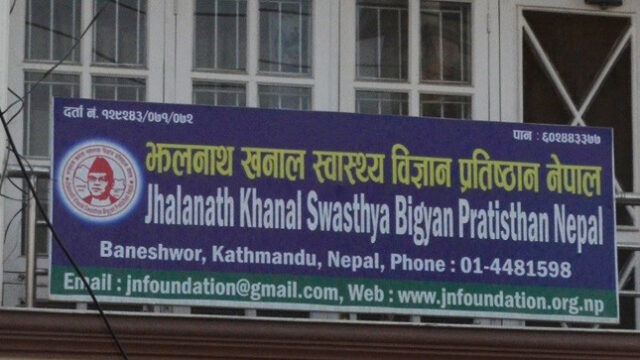 दर्ता नं. १२९२४३/०७१/०७२
पान : ६०२४८३३७७
झलनाथ खनाल स्वास्थ्य विज्ञान प्रतिष्ठान नेपाल
Jhalanath Khanal Swasthya Bigyan Pratisthan Nepal
Baneshwor, Kathmandu, Nepal, Phone : 01-4481598
Email : jnfoundation@gmail.com, Web : www.jnfoundation.org.np